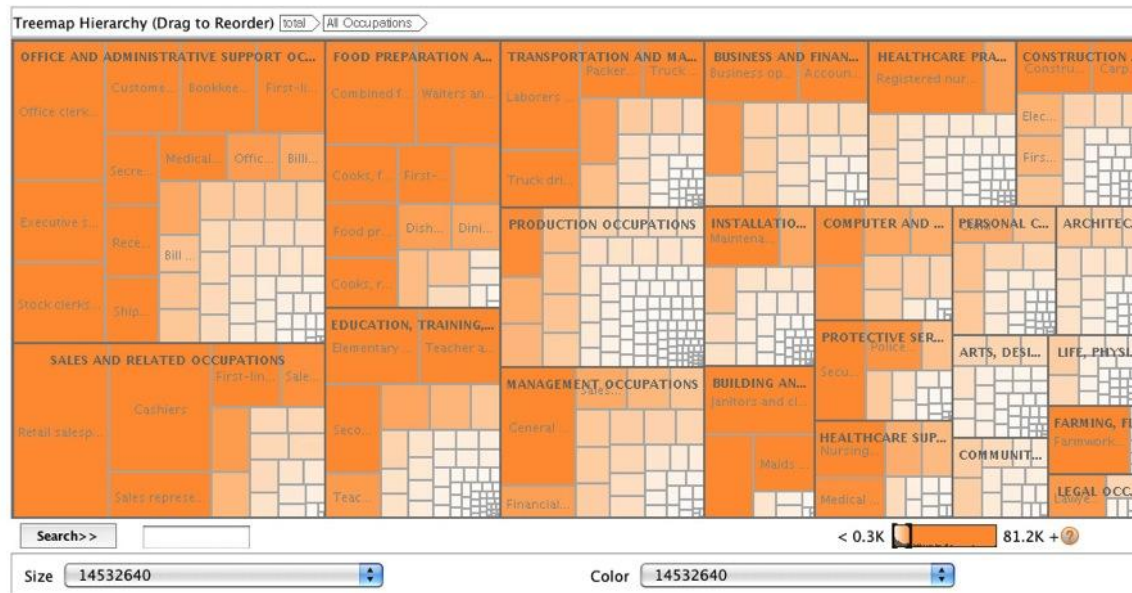 Treemap Hierarchy (Drag to Reorder) total All Occupations
OFFICE AND ADMINISTRATIVE SUPPORT OC...
FOOD PREPARATION A...
TRANSPORTATION AND MA...
BUSINESS AND FINAN...
HEALTHCARE PRA...
CONSTRUCTION
Office clerk...
Custome...
Bookkee...
First-li...
Combined f...
Waiters an...
Laborers ...
Packer...
Truck...
Business op...
Accoun...
Registered nur...
Constru...
Carp...
Elec...
Firs...
Secre...
Medical...
Offic...
Billi...
Cooks, f...
First-...
Truck dri...
Executive s...
Rece...
Bill ...
Food pr...
Dish...
Dini...
PRODUCTION OCCUPATIONS
INSTALLATIO...
Maintena...
COMPUTER AND ...
PERSONAL C...
ARCHITEC
Stock clerks...
Ship...
Cooks, r...
EDUCATION, TRAINING,...
Elementary ...
Teacher a...
PROTECTIVE SER...
Police...
Secu...
ARTS, DESI...
LIFE, PHYSI
SALES AND RELATED OCCUPATIONS
First-lin...
Sale...
Cashiers
Retail salesp...
Sales represe...
Seco...
Teac...
MANAGEMENT OCCUPATIONS
Sales...
General ...
Financial...
BUILDING AN...
Janitors and cl...
Maids ...
HEALTHCARE SUP...
Nursing...
Medical ...
COMMUNIT...
FARMING, F
Farmwork...
LEGAL OCC
Lawye...
Search>>
< 0.3K
81.2K +
?
Size 14532640
Color 14532640